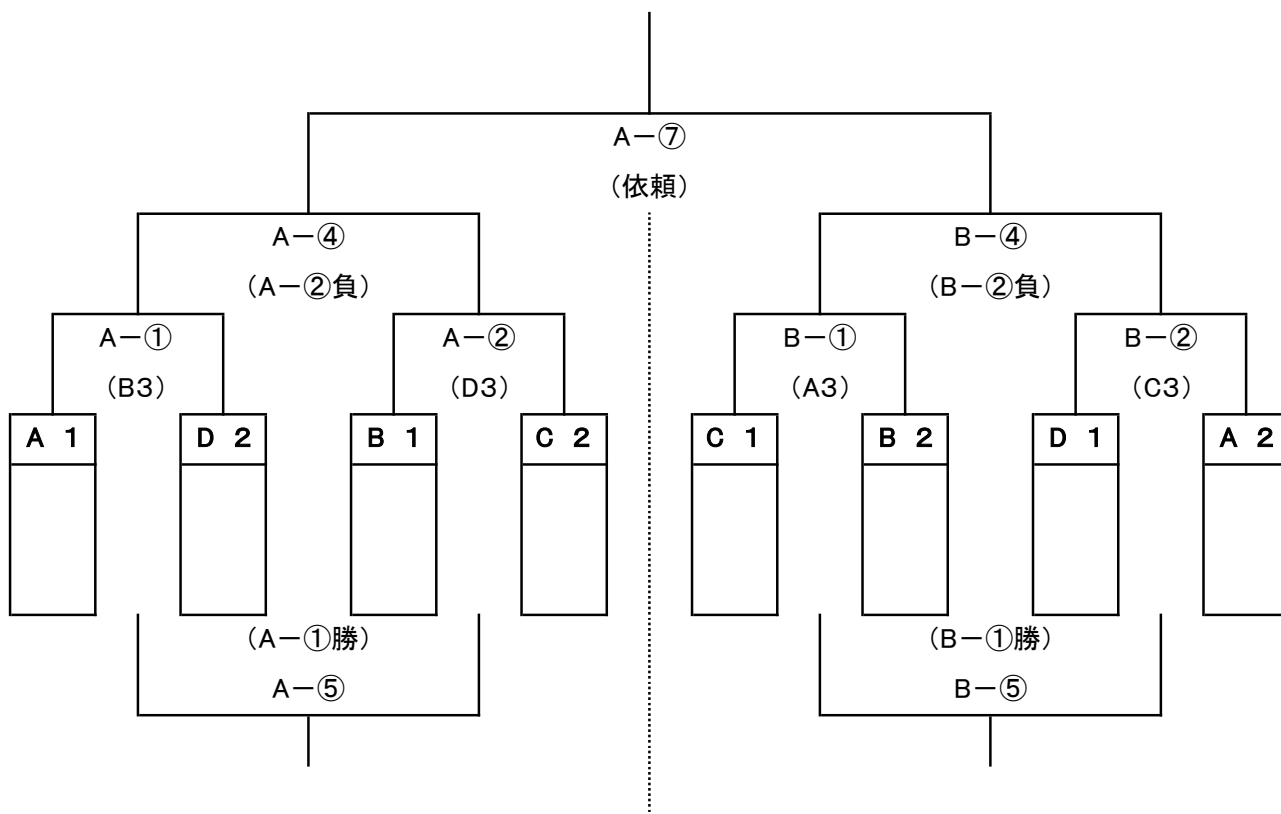 A－⑦
（依頼）
A－④ B－④
（A－②負） （B－②負）
A－① A－② B－① B－②
（B3） （D3） （A3） （C3）
A 1 D 2 B 1 C 2 C 1 B 2 D 1 A 2
（A－①勝） （B－①勝）
A－⑤ B－⑤